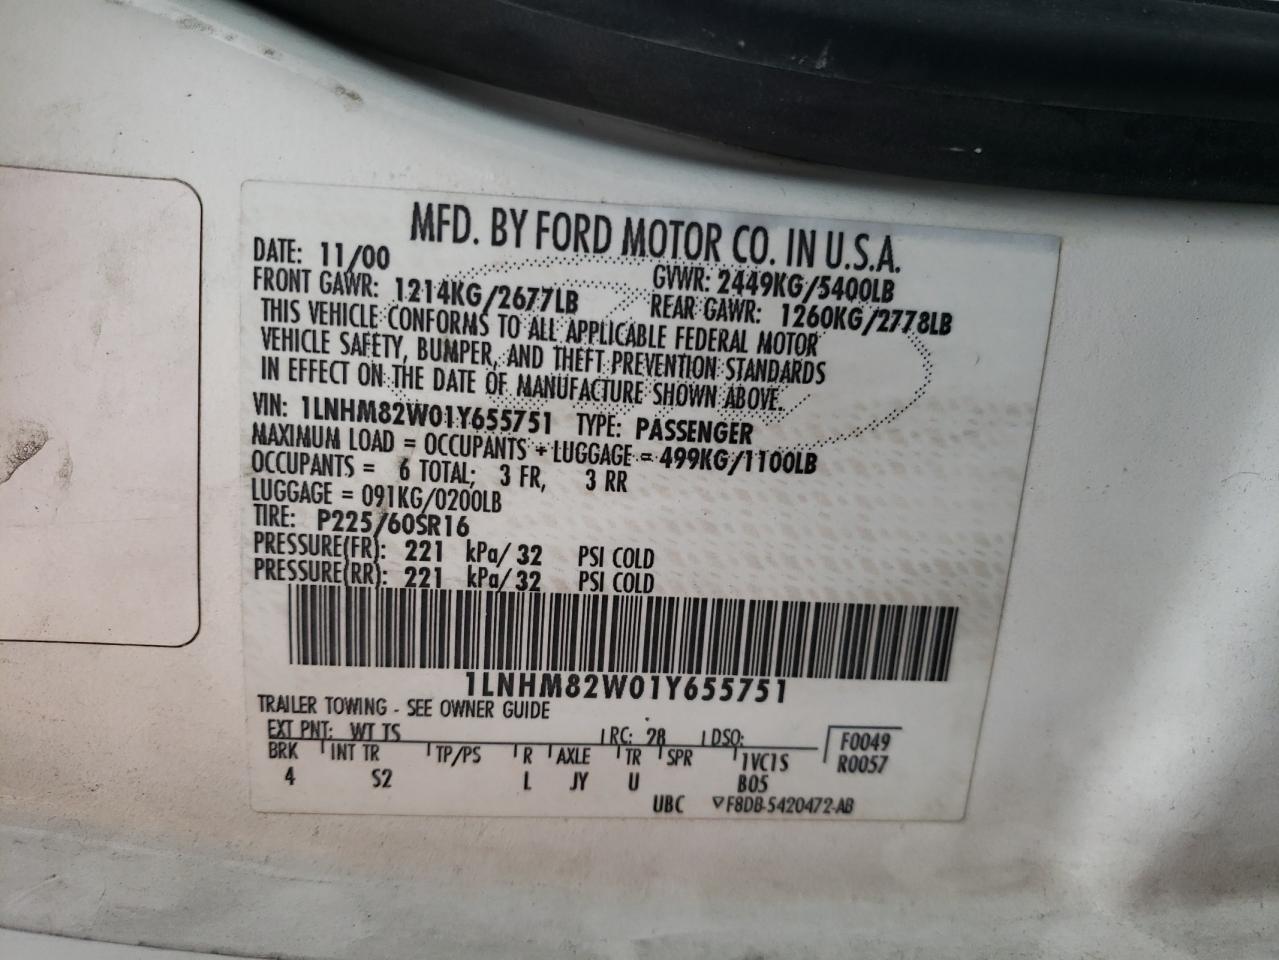 MFD. BY FORD MOTOR CO. IN U.S.A.
DATE: 11/00 GVWR: 2449KG/5400LB
FRONT GAWR: 1214KG/2677LB REAR GAWR: 1260KG/2778LB
THIS VEHICLE CONFORMS TO ALL APPLICABLE FEDERAL MOTOR
VEHICLE SAFETY, BUMPER, AND THEFT PREVENTION STANDARDS
IN EFFECT ON THE DATE OF MANUFACTURE SHOWN ABOVE.
VIN: 1LNHM82W01Y655751 TYPE: PASSENGER
MAXIMUM LOAD = OCCUPANTS + LUGGAGE = 499KG/1100LB
OCCUPANTS = 6 TOTAL; 3 FR, 3 RR
LUGGAGE = 091KG/0200LB
TIRE: P225/60SR16
PRESSURE(FR): 221 kPa/ 32 PSI COLD
PRESSURE(RR): 221 kPa/ 32 PSI COLD
1LNHM82W01Y655751
TRAILER TOWING - SEE OWNER GUIDE
EXT PNT: WT TS RC: 28 DSO: F0049
BRK INT TR TP/PS R AXLE TR SPR 1VC1S R0057
4 S2 L JY U B05
UBC ▽F8DB-5420472-AB